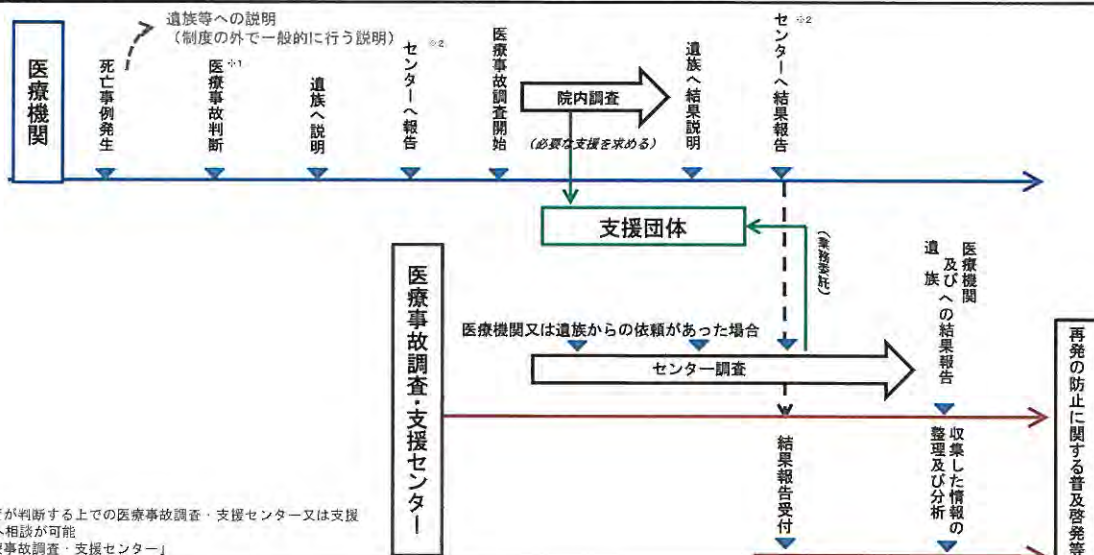 遺族等への説明
（制度の外で一般的に行う説明）
医療機関
死亡事例発生
医療事故判断
※1
遺族へ説明
センターへ報告
※2
医療事故調査開始
院内調査
（必要な支援を求める）
遺族へ結果説明
センターへ結果報告
※2
支援団体
（業務委託）
医療事故調査・支援センター
医療機関又は遺族からの依頼があった場合
センター調査
医療機関
及びへの結果報告
遺族
結果報告受付
収集した情報の
整理及び分析
再発の防止に関する普及啓発等
が判断する上での医療事故調査・支援センター又は支援
へ相談が可能
事故調査・支援センター」